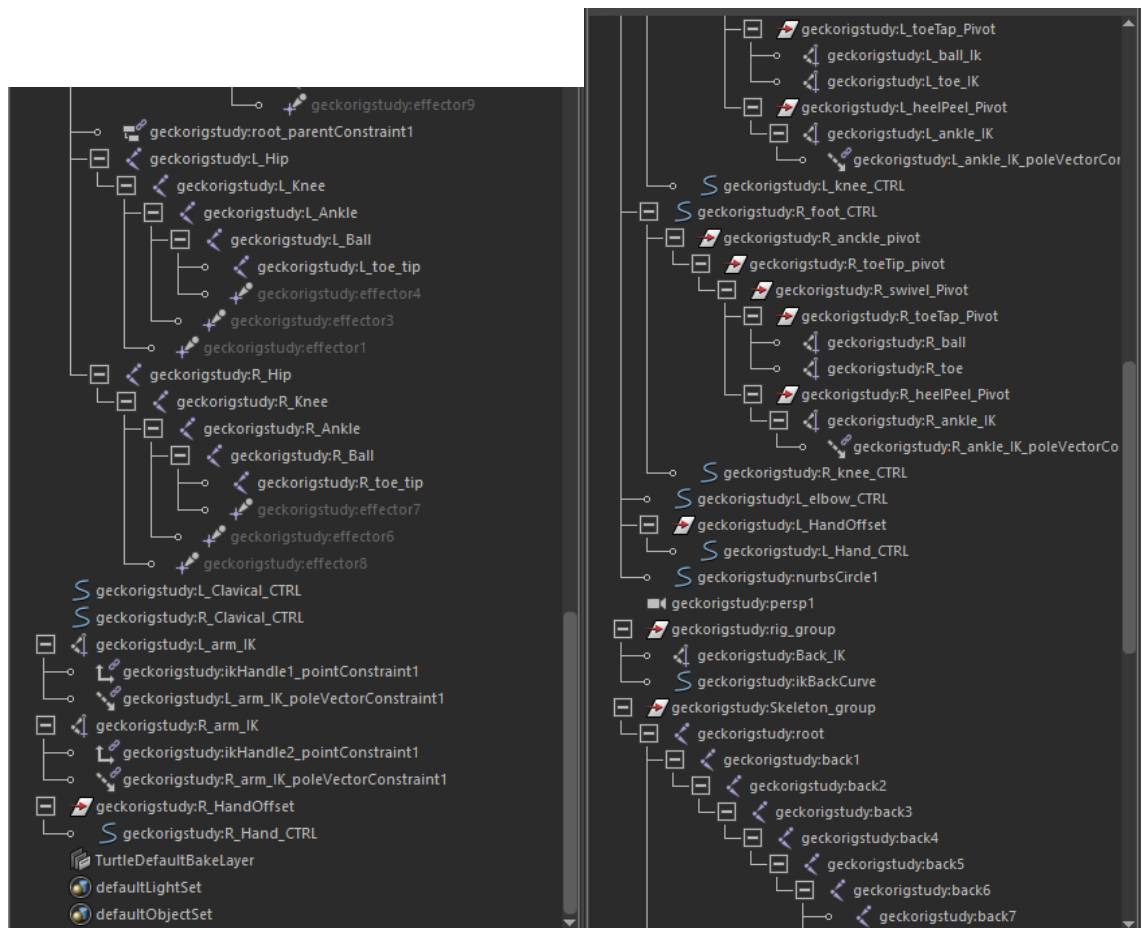 geckorigstudy:effector9
geckorigstudy:root_parentConstraint1
geckorigstudy:L_Hip
geckorigstudy:L_Knee
geckorigstudy:L_Ankle
geckorigstudy:L_Ball
geckorigstudy:L_toe_tip
geckorigstudy:effector4
geckorigstudy:effector3
geckorigstudy:effector1
geckorigstudy:R_Hip
geckorigstudy:R_Knee
geckorigstudy:R_Ankle
geckorigstudy:R_Ball
geckorigstudy:R_toe_tip
geckorigstudy:effector7
geckorigstudy:effector6
geckorigstudy:effector8
geckorigstudy:L_Clavical_CTRL
geckorigstudy:R_Clavical_CTRL
geckorigstudy:L_arm_IK
geckorigstudy:ikHandle1_pointConstraint1
geckorigstudy:L_arm_IK_poleVectorConstraint1
geckorigstudy:R_arm_IK
geckorigstudy:ikHandle2_pointConstraint1
geckorigstudy:R_arm_IK_poleVectorConstraint1
geckorigstudy:R_HandOffset
geckorigstudy:R_Hand_CTRL
TurtleDefaultBakeLayer
defaultLightSet
defaultObjectSet
geckorigstudy:L_toeTap_Pivot
geckorigstudy:L_ball_Ik
geckorigstudy:L_toe_IK
geckorigstudy:L_heelPeel_Pivot
geckorigstudy:L_ankle_IK
geckorigstudy:L_ankle_IK_poleVectorCor
geckorigstudy:L_knee_CTRL
geckorigstudy:R_foot_CTRL
geckorigstudy:R_anckle_pivot
geckorigstudy:R_toeTip_pivot
geckorigstudy:R_swivel_Pivot
geckorigstudy:R_toeTap_Pivot
geckorigstudy:R_ball
geckorigstudy:R_toe
geckorigstudy:R_heelPeel_Pivot
geckorigstudy:R_ankle_IK
geckorigstudy:R_ankle_IK_poleVectorCo
geckorigstudy:R_knee_CTRL
geckorigstudy:L_elbow_CTRL
geckorigstudy:L_HandOffset
geckorigstudy:L_Hand_CTRL
geckorigstudy:nurbsCircle1
geckorigstudy:persp1
geckorigstudy:rig_group
geckorigstudy:Back_IK
geckorigstudy:ikBackCurve
geckorigstudy:Skeleton_group
geckorigstudy:root
geckorigstudy:back1
geckorigstudy:back2
geckorigstudy:back3
geckorigstudy:back4
geckorigstudy:back5
geckorigstudy:back6
geckorigstudy:back7